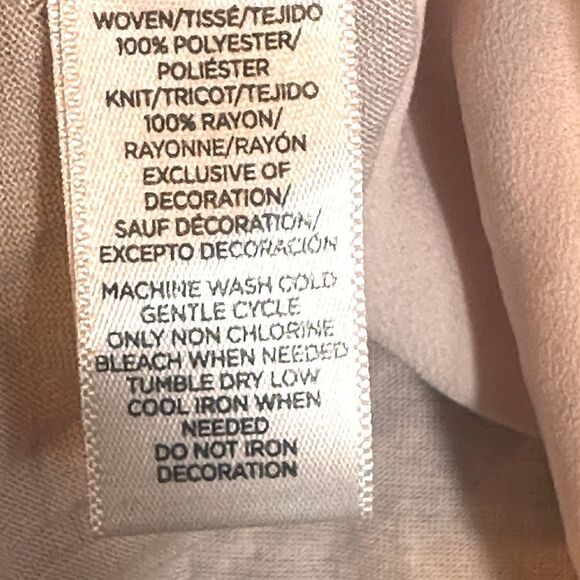 WOVEN/TISSÉ/TEJIDO
100% POLYESTER/
POLIÉSTER
KNIT/TRICOT/TEJIDO
100% RAYON/
RAYONNE/RAYÓN
EXCLUSIVE OF
DECORATION/
SAUF DÉCORATION/
EXCEPTO DECORACIÓN
MACHINE WASH COLD
GENTLE CYCLE
ONLY NON CHLORINE
BLEACH WHEN NEEDED
TUMBLE DRY LOW
COOL IRON WHEN
NEEDED
DO NOT IRON
DECORATION